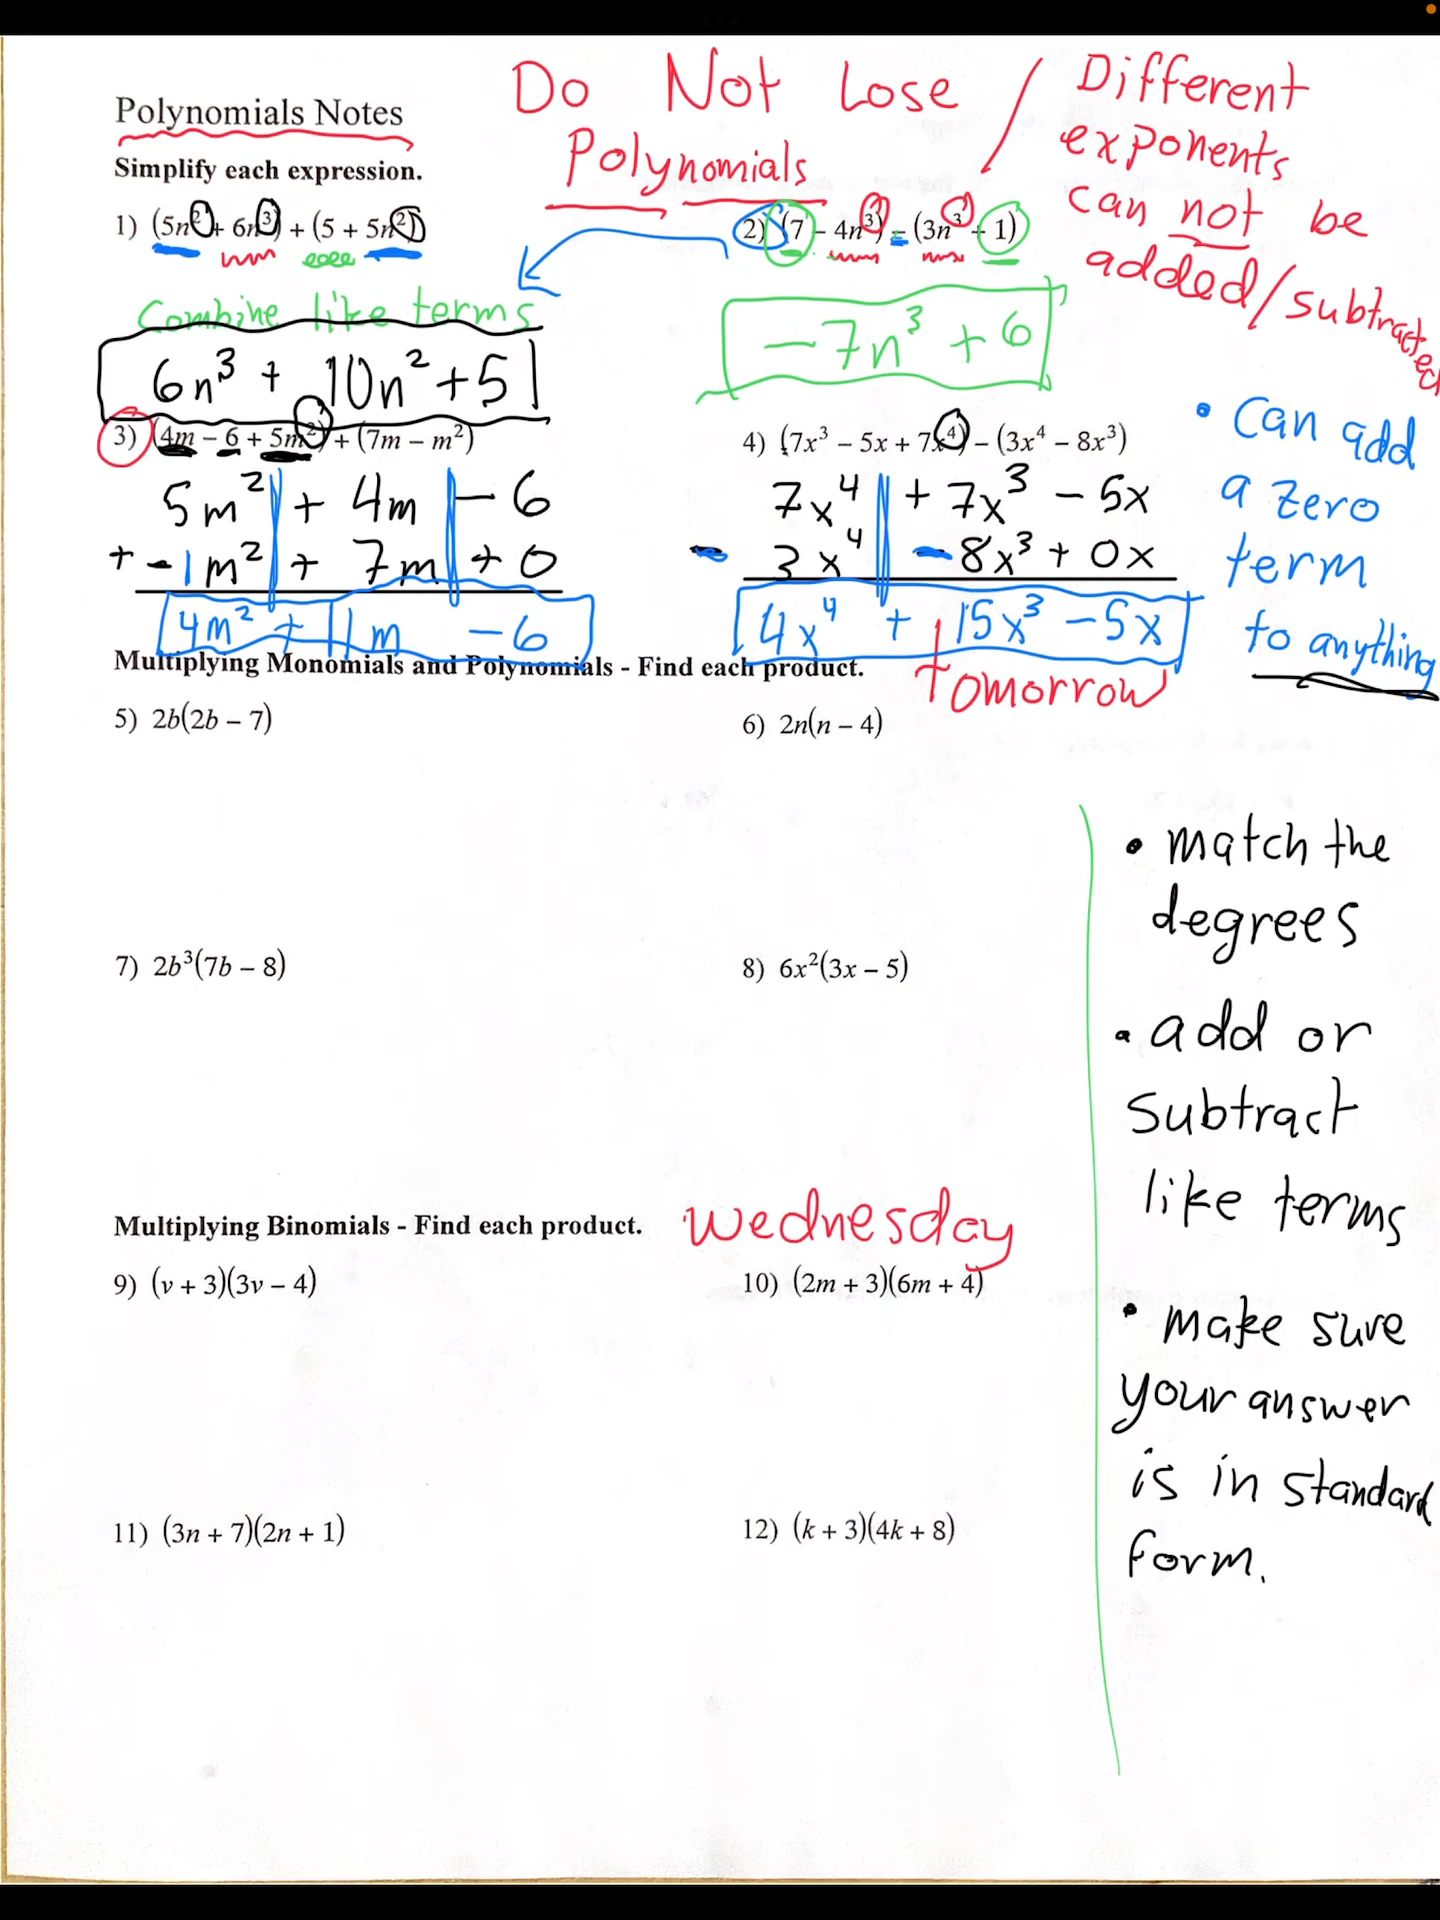 Do Not Lose / Different
Polynomials Notes
Polynomials
exponents
Simplify each expression.
can not be
1) (5n² + 6n³) + (5 + 5n²)
2) (7 - 4n³) - (3n³ + 1)
added/subtracted
Combine like terms
6n³ + 10n² + 5
-7n³ + 6
3) (4m - 6 + 5m²) + (7m - m²)
4) (7x³ - 5x + 7x⁴) - (3x⁴ - 8x³)
• Can add
a zero
term
to anything
5m² + 4m - 6
+ -1m² + 7m + 0
4m² + 11m - 6
7x⁴ + 7x³ - 5x
- 3x⁴ - 8x³ + 0x
4x⁴ + 15x³ - 5x
Multiplying Monomials and Polynomials - Find each product.
tomorrow
5) 2b(2b - 7)
6) 2n(n - 4)
7) 2b³(7b - 8)
8) 6x²(3x - 5)
• match the
degrees
• add or
Subtract
like terms
• make sure
your answer
is in standard
form.
Multiplying Binomials - Find each product.
Wednesday
9) (v + 3)(3v - 4)
10) (2m + 3)(6m + 4)
11) (3n + 7)(2n + 1)
12) (k + 3)(4k + 8)